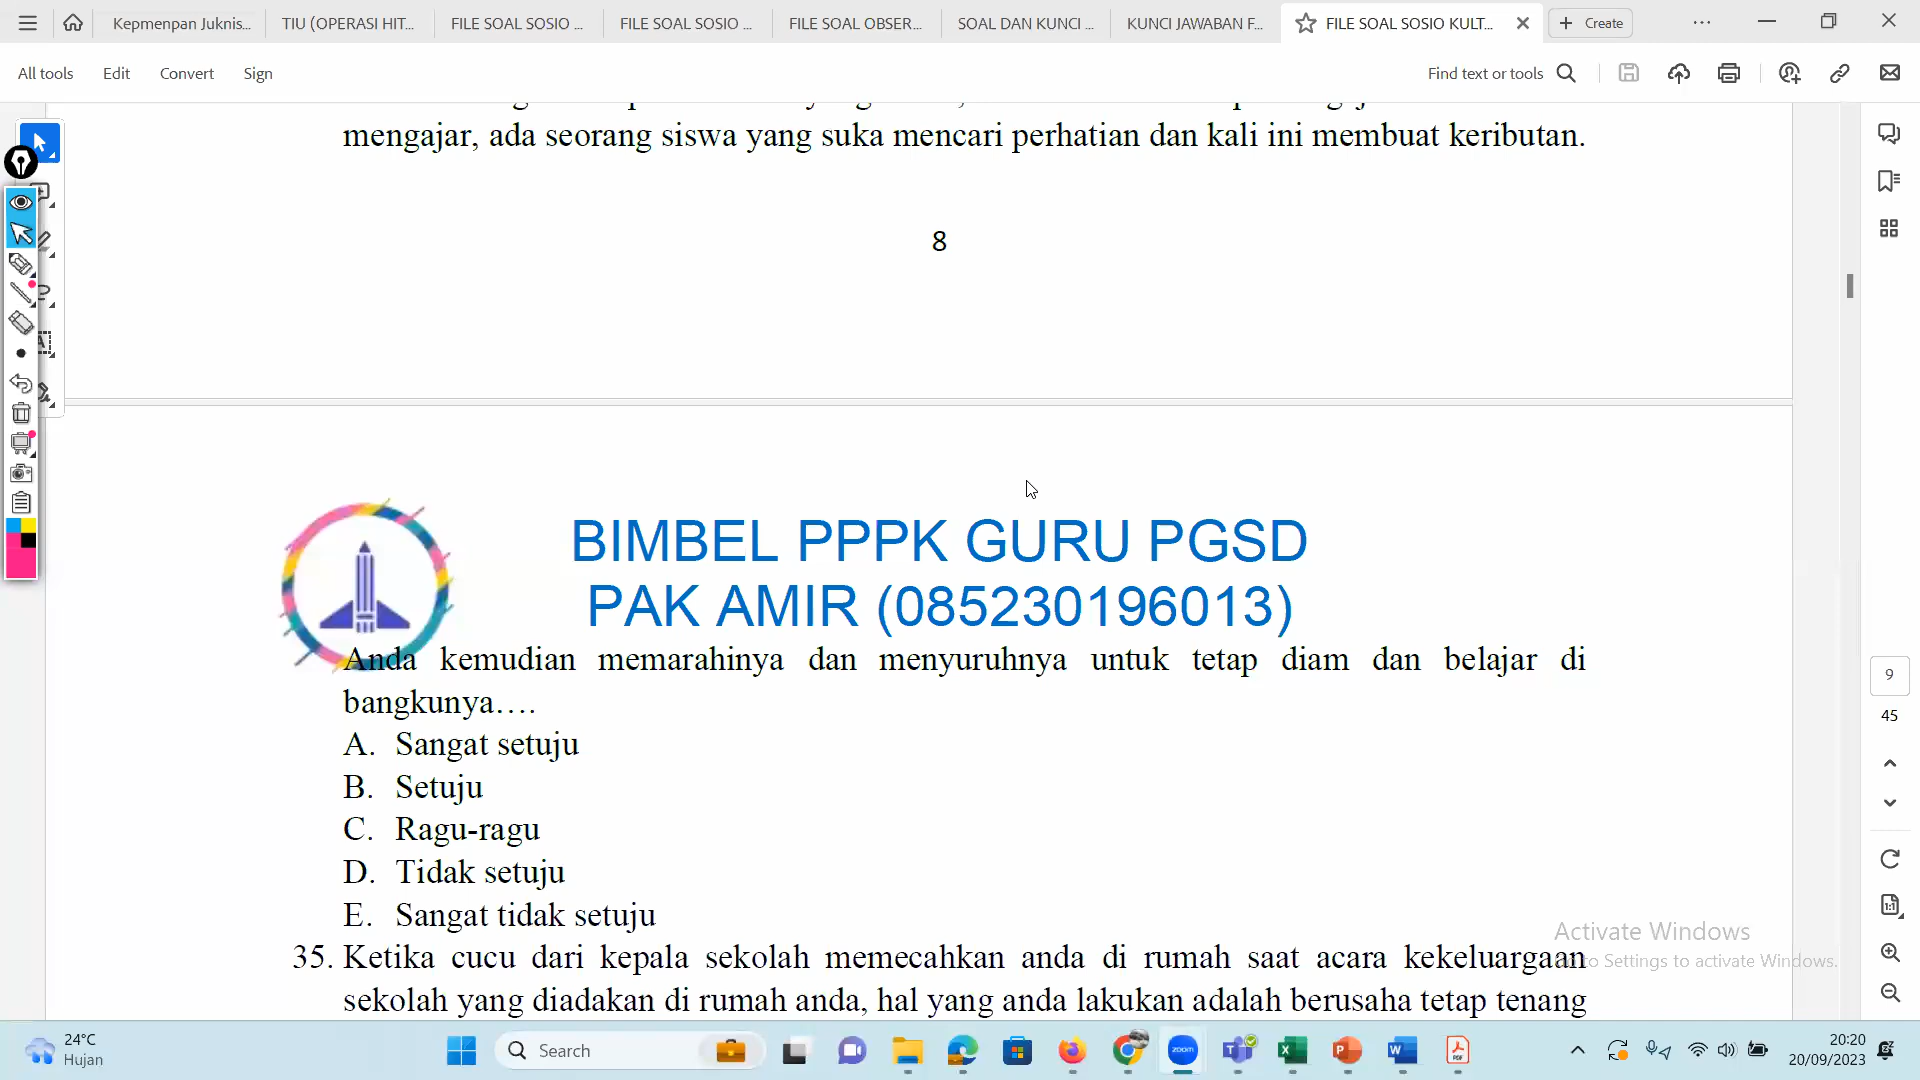 Kepmenpan Juknis...
TIU (OPERASI HIT...
FILE SOAL SOSIO ...
FILE SOAL SOSIO ...
FILE SOAL OBSER...
SOAL DAN KUNCI ...
KUNCI JAWABAN F...
FILE SOAL SOSIO KULT...
Create
All tools
Edit
Convert
Sign
Find text or tools
mengajar, ada seorang siswa yang suka mencari perhatian dan kali ini membuat keributan.
8
BIMBEL PPPK GURU PGSD
PAK AMIR (085230196013)
Anda kemudian memarahinya dan menyuruhnya untuk tetap diam dan belajar di
bangkunya….
A. Sangat setuju
B. Setuju
C. Ragu-ragu
D. Tidak setuju
E. Sangat tidak setuju
35. Ketika cucu dari kepala sekolah memecahkan anda di rumah saat acara kekeluargaan
sekolah yang diadakan di rumah anda, hal yang anda lakukan adalah berusaha tetap tenang
9
45
Activate Windows
to Settings to activate Windows.
24°C
Hujan
Search
20:20
20/09/2023